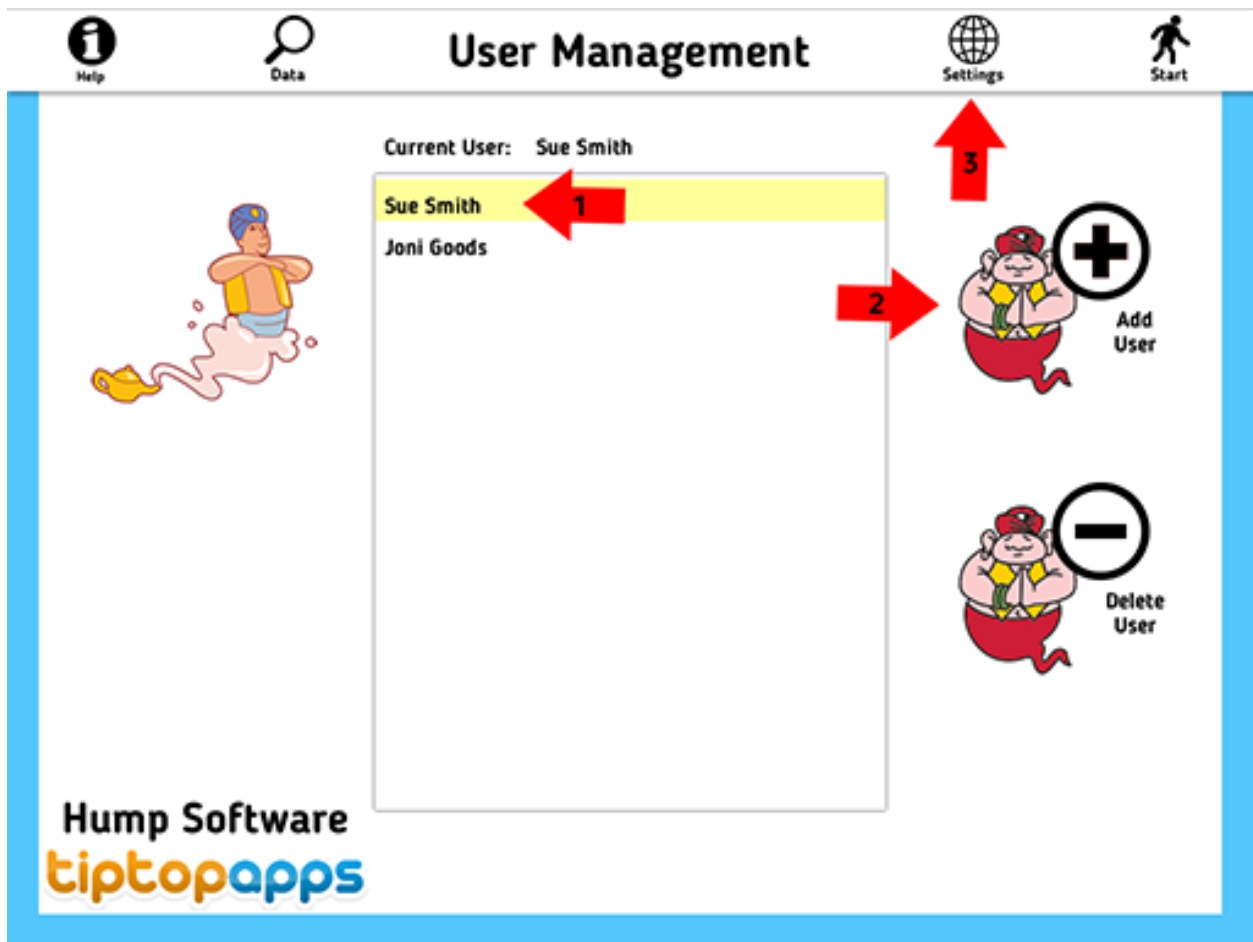 Help
Data
User Management
Settings
Start
Current User: Sue Smith
3
Sue Smith
1
Joni Goods
2
Add
User
Delete
User
Hump Software
tiptopapps